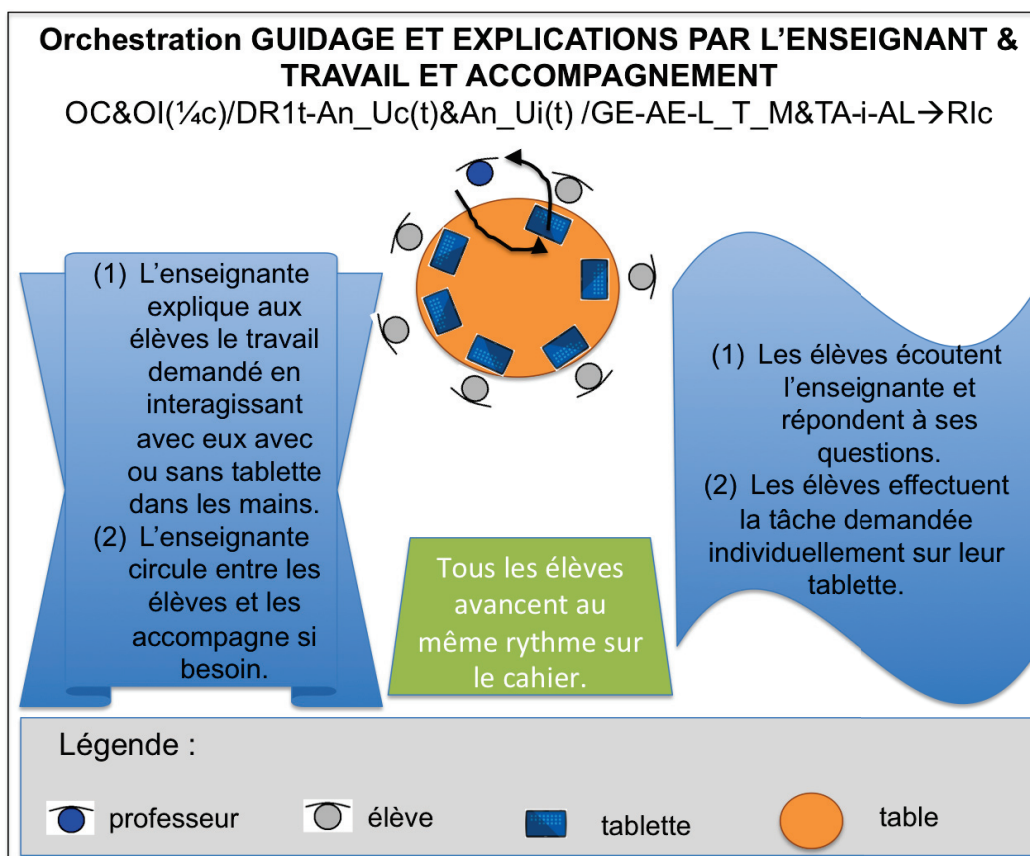 Orchestration GUIDAGE ET EXPLICATIONS PAR L’ENSEIGNANT &
TRAVAIL ET ACCOMPAGNEMENT
OC&OI(¼c)/DR1t-An_Uc(t)&An_Ui(t) /GE-AE-L_T_M&TA-i-AL→RIc
(1) L’enseignante
explique aux
élèves le travail
demandé en
interagissant
avec eux avec
ou sans tablette
dans les mains.
(2) L’enseignante
circule entre les
élèves et les
accompagne si
besoin.
Tous les élèves
avancent au
même rythme sur
le cahier.
(1) Les élèves écoutent
l’enseignante et
répondent à ses
questions.
(2) Les élèves effectuent
la tâche demandée
individuellement sur leur
tablette.
Légende :
professeur
élève
tablette
table